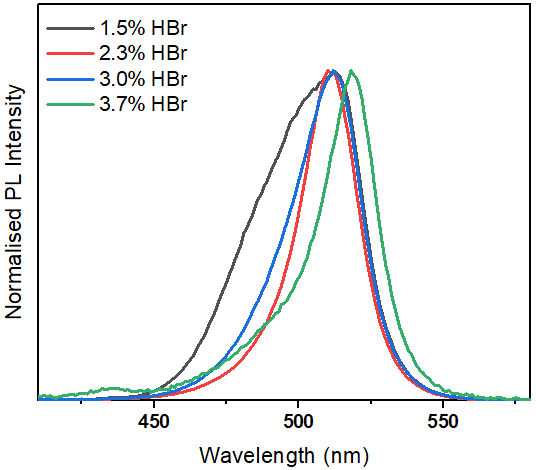 1.5% HBr
2.3% HBr
3.0% HBr
3.7% HBr
Normalised PL Intensity
450
500
550
Wavelength (nm)